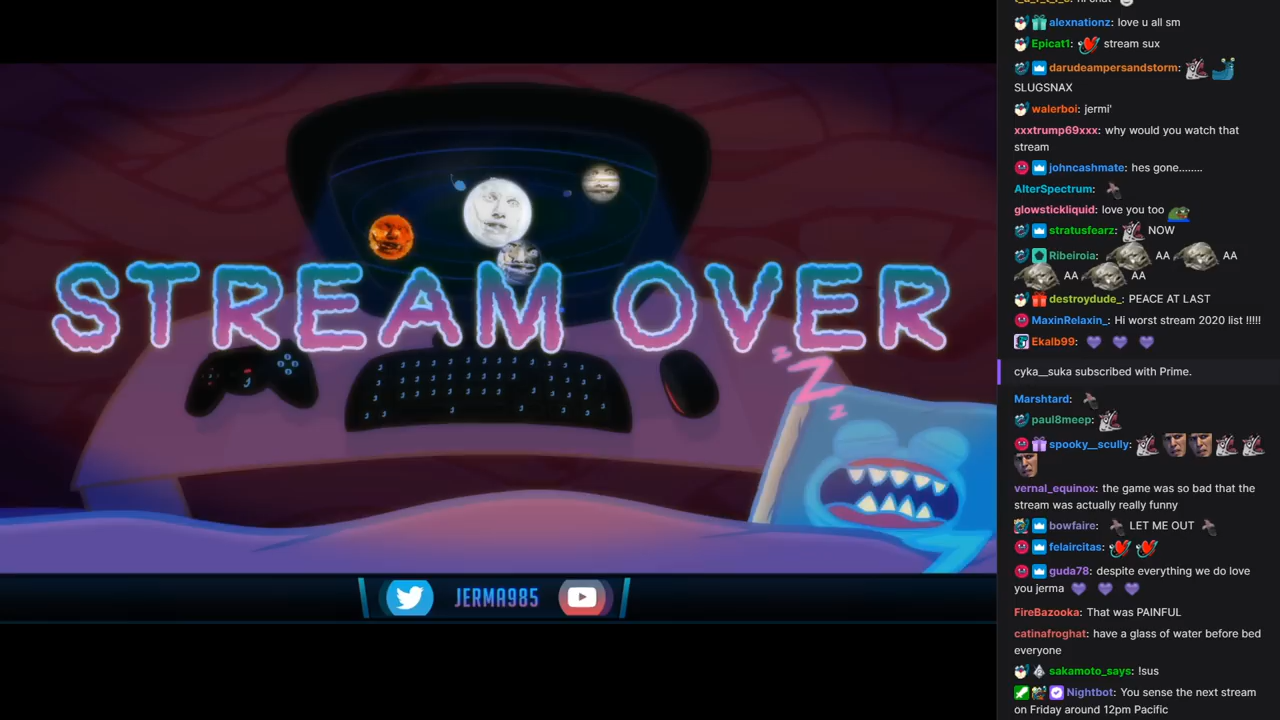 STREAM OVER
JERMA985
alexnationz: love u all sm
Epicat1: stream sux
darudeampersandstorm:
SLUGSNAX
walerboi: jermi'
xxxtrump69xxx: why would you watch that
stream
johncashmate: hes gone........
AlterSpectrum:
glowstickliquid: love you too
stratusfearz: NOW
Ribeiroia: AA AA
AA AA
destroydude_: PEACE AT LAST
MaxinRelaxin_: Hi worst stream 2020 list !!!!!
Ekalb99:
cyka__suka subscribed with Prime.
Marshtard:
paul8meep:
spooky__scully:
vernal_equinox: the game was so bad that the
stream was actually really funny
bowfaire: LET ME OUT
felaircitas:
guda78: despite everything we do love
you jerma
FireBazooka: That was PAINFUL
catinafroghat: have a glass of water before bed
everyone
sakamoto_says: !sus
Nightbot: You sense the next stream
on Friday around 12pm Pacific